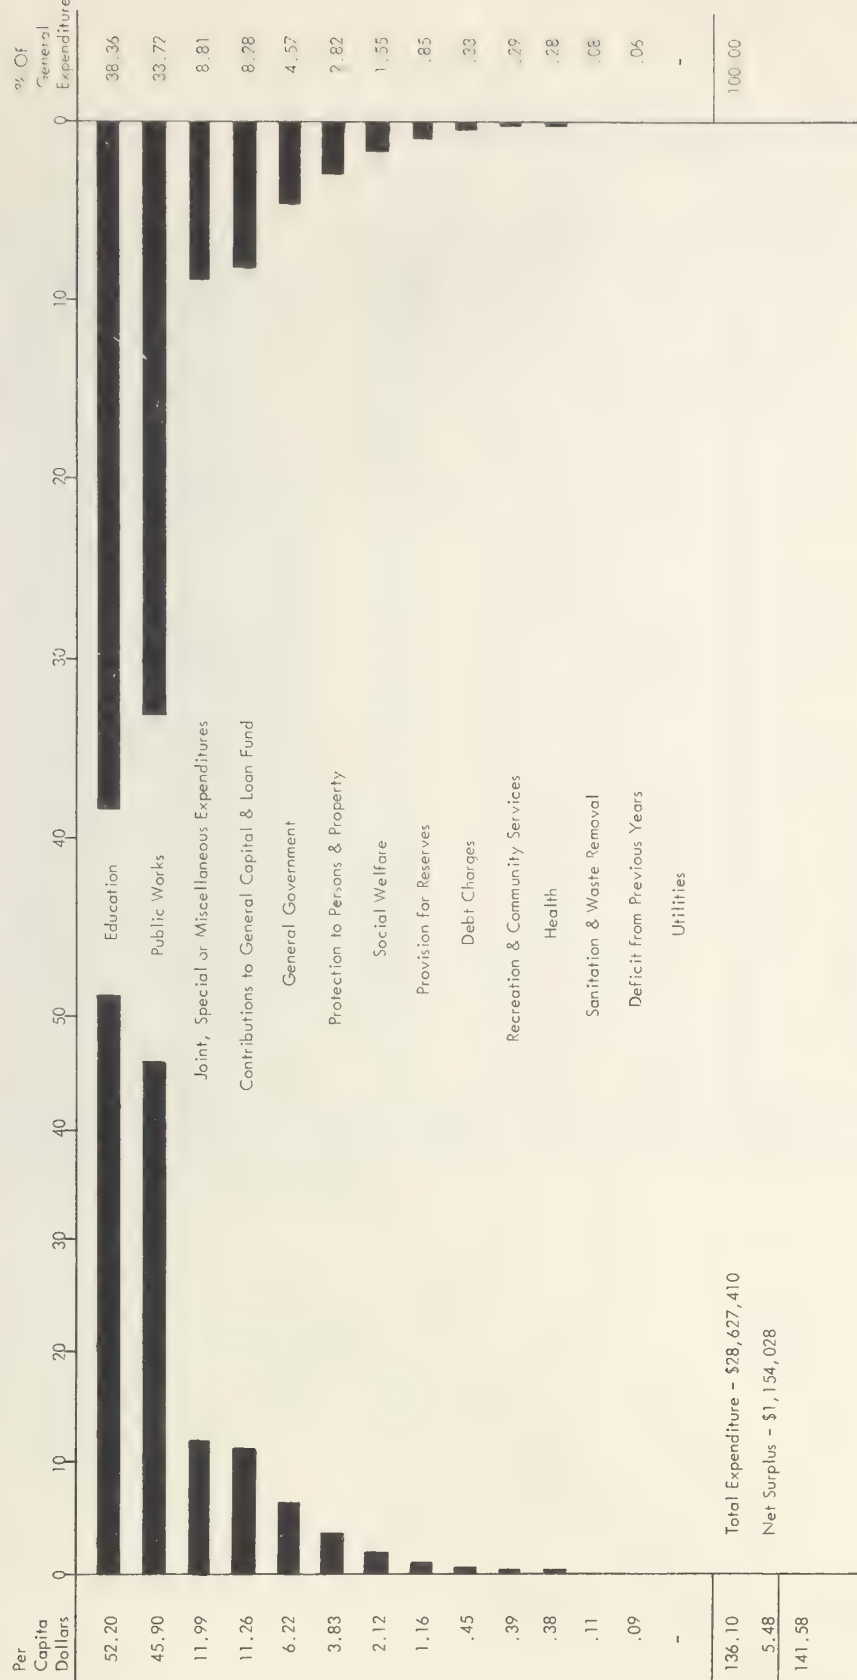 Per
Capita
Dollars
% Of
General
Expenditure
0 10 20 30 40 50 40 30 20 10 0
52.20 Education 38.36
45.90 Public Works 33.72
11.99 Joint, Special or Miscellaneous Expenditures 8.81
11.26 Contributions to General Capital & Loan Fund 8.28
6.22 General Government 4.57
3.83 Protection to Persons & Property 2.82
2.12 Social Welfare 1.55
1.16 Provision for Reserves .85
.45 Debt Charges .33
.39 Recreation & Community Services .29
.38 Health .28
.11 Sanitation & Waste Removal .08
.09 Deficit from Previous Years .06
- Utilities -
136.10 Total Expenditure - $28,627,410 100 00
5.48 Net Surplus - $1,154,028
141.58